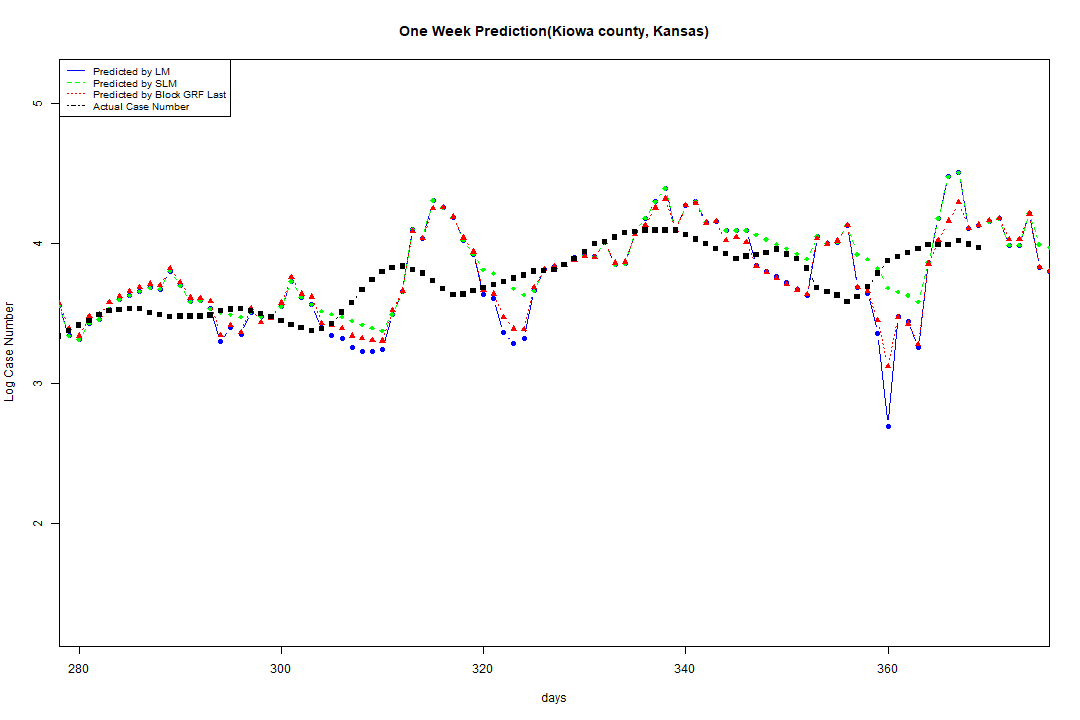 One Week Prediction(Kiowa county, Kansas)
Predicted by LM
Predicted by SLM
Predicted by Block GRF Last
Actual Case Number
5
4
3
2
Log Case Number
280 300 320 340 360
days